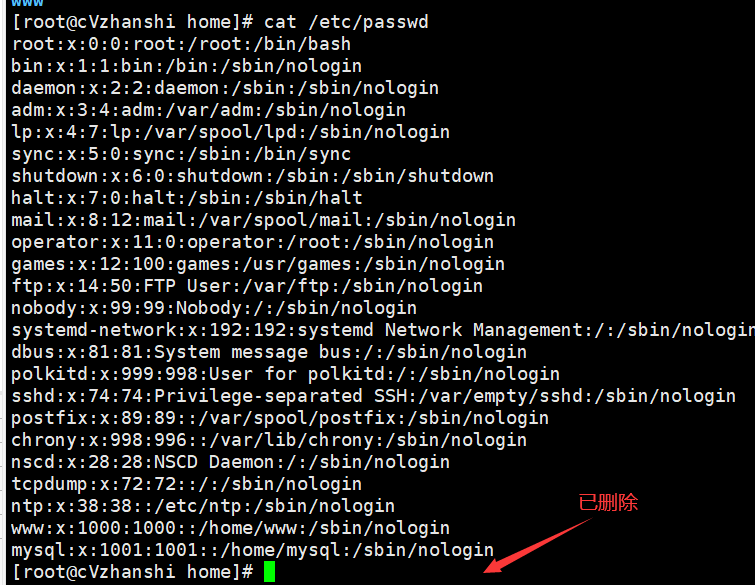 www
[root@cVzhanshi home]# cat /etc/passwd
root:x:0:0:root:/root:/bin/bash
bin:x:1:1:bin:/bin:/sbin/nologin
daemon:x:2:2:daemon:/sbin:/sbin/nologin
adm:x:3:4:adm:/var/adm:/sbin/nologin
lp:x:4:7:lp:/var/spool/lpd:/sbin/nologin
sync:x:5:0:sync:/sbin:/bin/sync
shutdown:x:6:0:shutdown:/sbin:/sbin/shutdown
halt:x:7:0:halt:/sbin:/sbin/halt
mail:x:8:12:mail:/var/spool/mail:/sbin/nologin
operator:x:11:0:operator:/root:/sbin/nologin
games:x:12:100:games:/usr/games:/sbin/nologin
ftp:x:14:50:FTP User:/var/ftp:/sbin/nologin
nobody:x:99:99:Nobody:/:/sbin/nologin
systemd-network:x:192:192:systemd Network Management:/:/sbin/nologin
dbus:x:81:81:System message bus:/:/sbin/nologin
polkitd:x:999:998:User for polkitd:/:/sbin/nologin
sshd:x:74:74:Privilege-separated SSH:/var/empty/sshd:/sbin/nologin
postfix:x:89:89::/var/spool/postfix:/sbin/nologin
chrony:x:998:996::/var/lib/chrony:/sbin/nologin
nscd:x:28:28:NSCD Daemon:/:/sbin/nologin
tcpdump:x:72:72::/:/sbin/nologin
ntp:x:38:38::/etc/ntp:/sbin/nologin
已删除
www:x:1000:1000::/home/www:/sbin/nologin
mysql:x:1001:1001::/home/mysql:/sbin/nologin
[root@cVzhanshi home]#